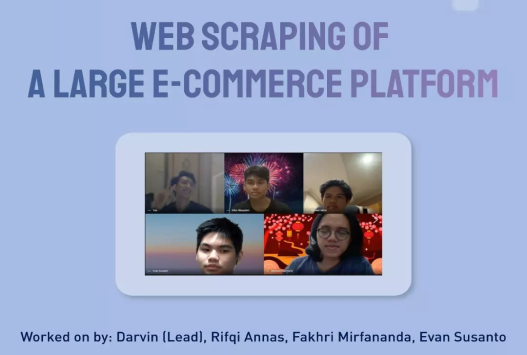 WEB SCRAPING OF
A LARGE E-COMMERCE PLATFORM
Worked on by: Darvin (Lead), Rifqi Annas, Fakhri Mirfananda, Evan Susanto